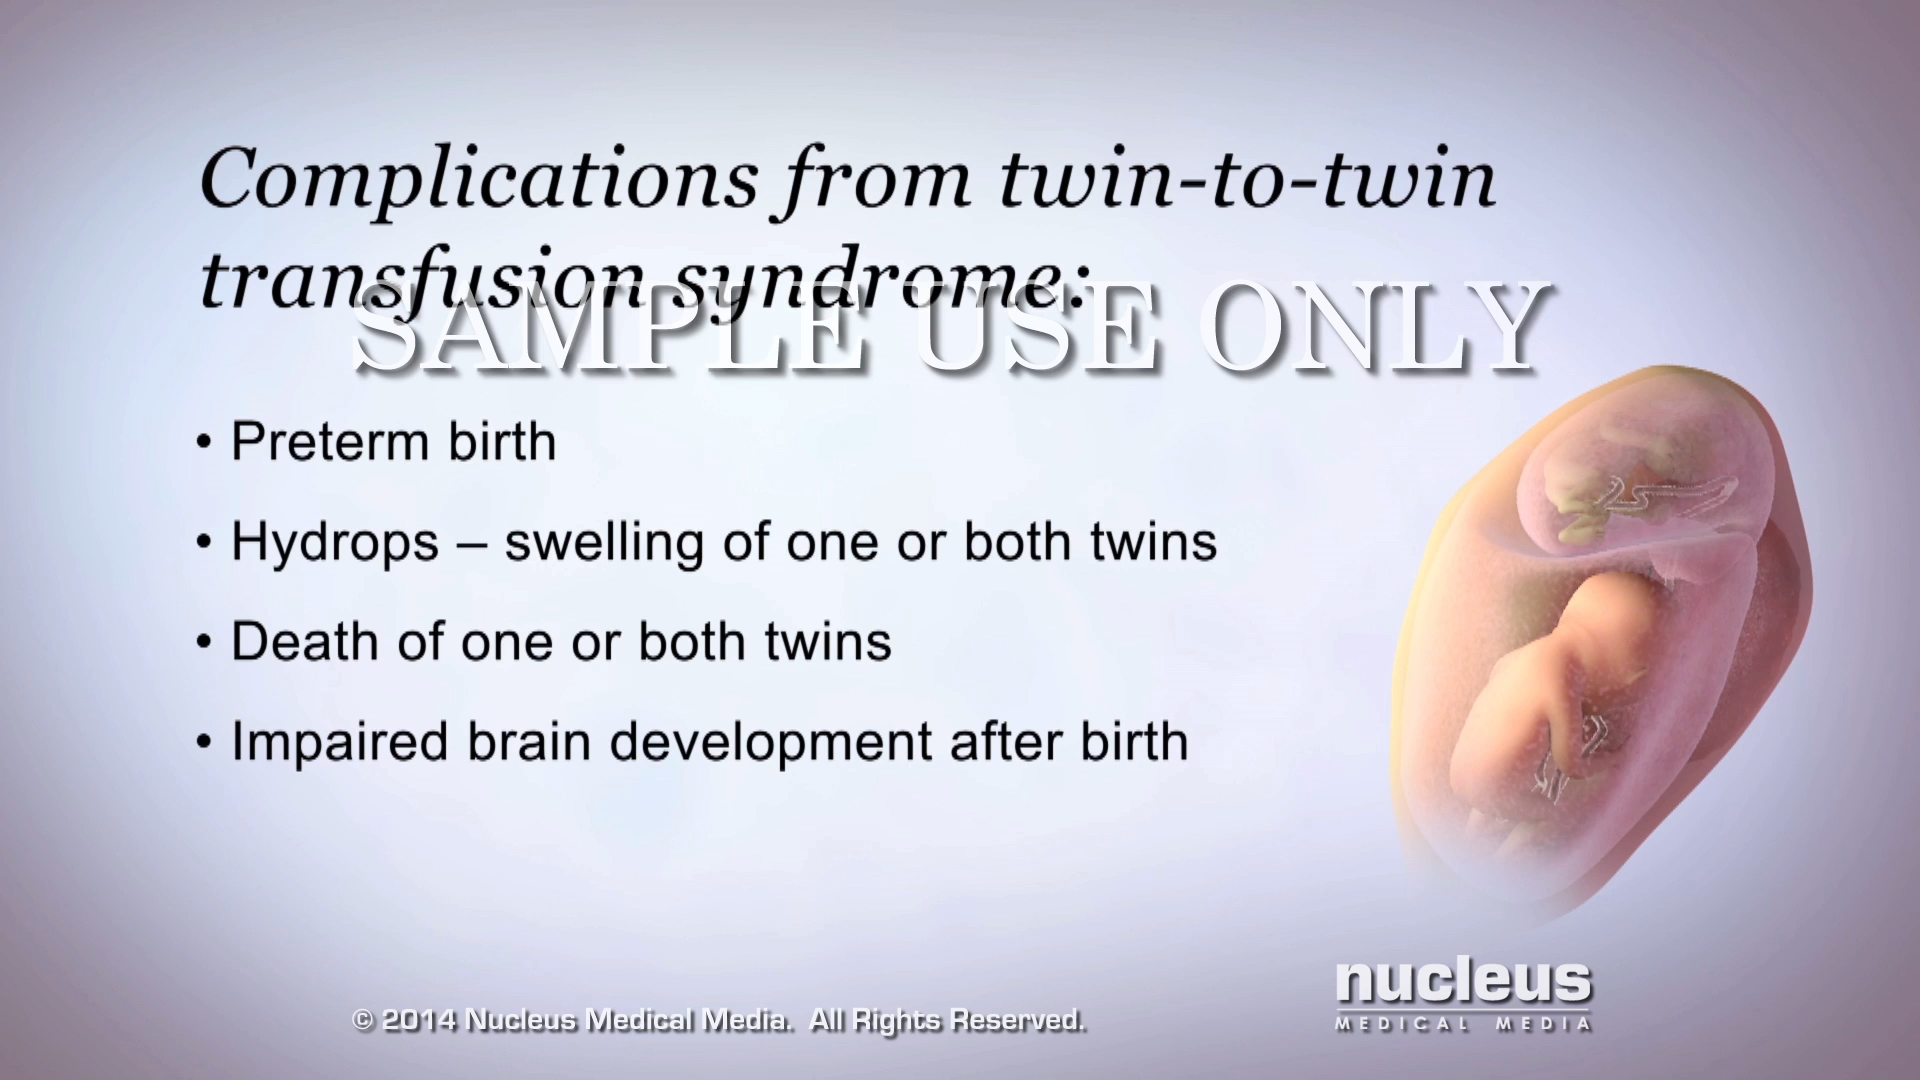 Complications from twin-to-twin
transfusion syndrome:
SAMPLE USE ONLY
• Preterm birth
• Hydrops – swelling of one or both twins
• Death of one or both twins
• Impaired brain development after birth
nucleus
MEDICAL MEDIA
© 2014 Nucleus Medical Media. All Rights Reserved.